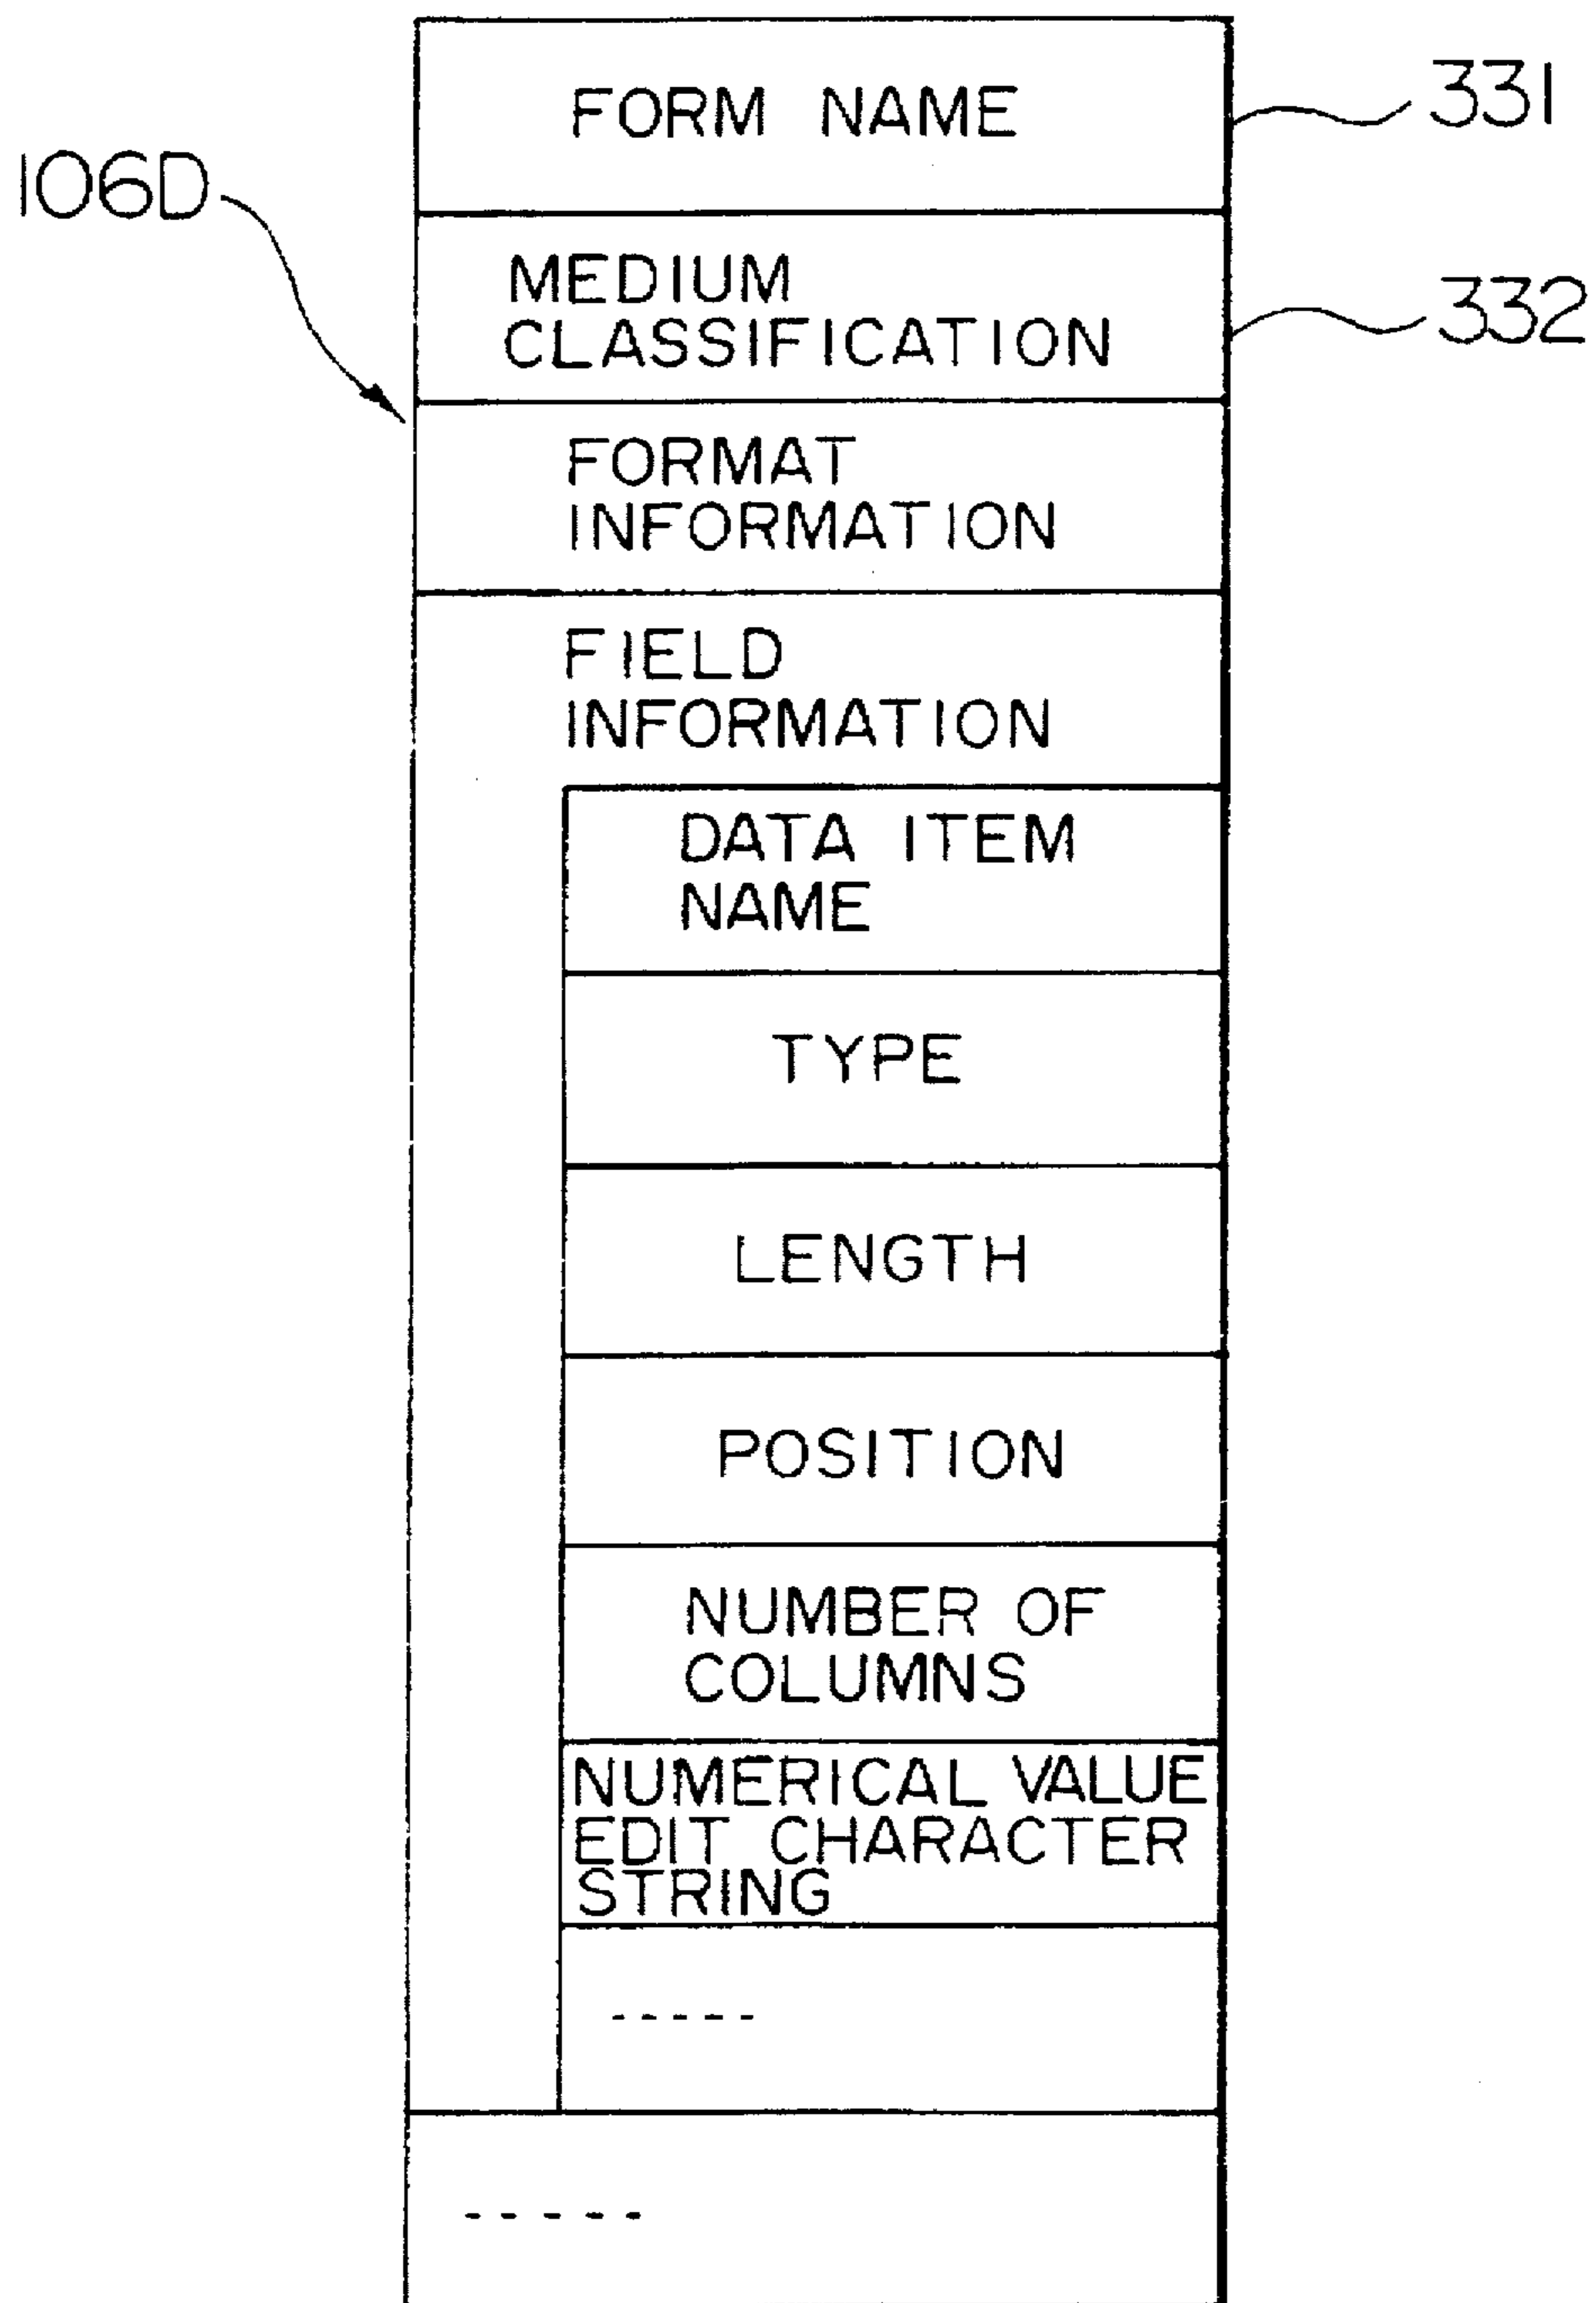 FORM NAME
331
106D
MEDIUM
CLASSIFICATION
332
FORMAT
INFORMATION
FIELD
INFORMATION
DATA ITEM
NAME
TYPE
LENGTH
POSITION
NUMBER OF
COLUMNS
NUMERICAL VALUE
EDIT CHARACTER
STRING
-----
-----